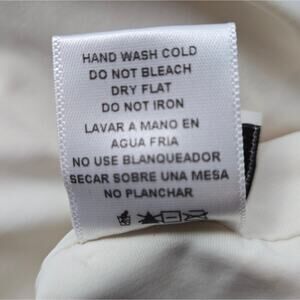 HAND WASH COLD
DO NOT BLEACH
DRY FLAT
DO NOT IRON
LAVAR A MANO EN
AGUA FRIA
NO USE BLANQUEADOR
SECAR SOBRE UNA MESA
NO PLANCHAR